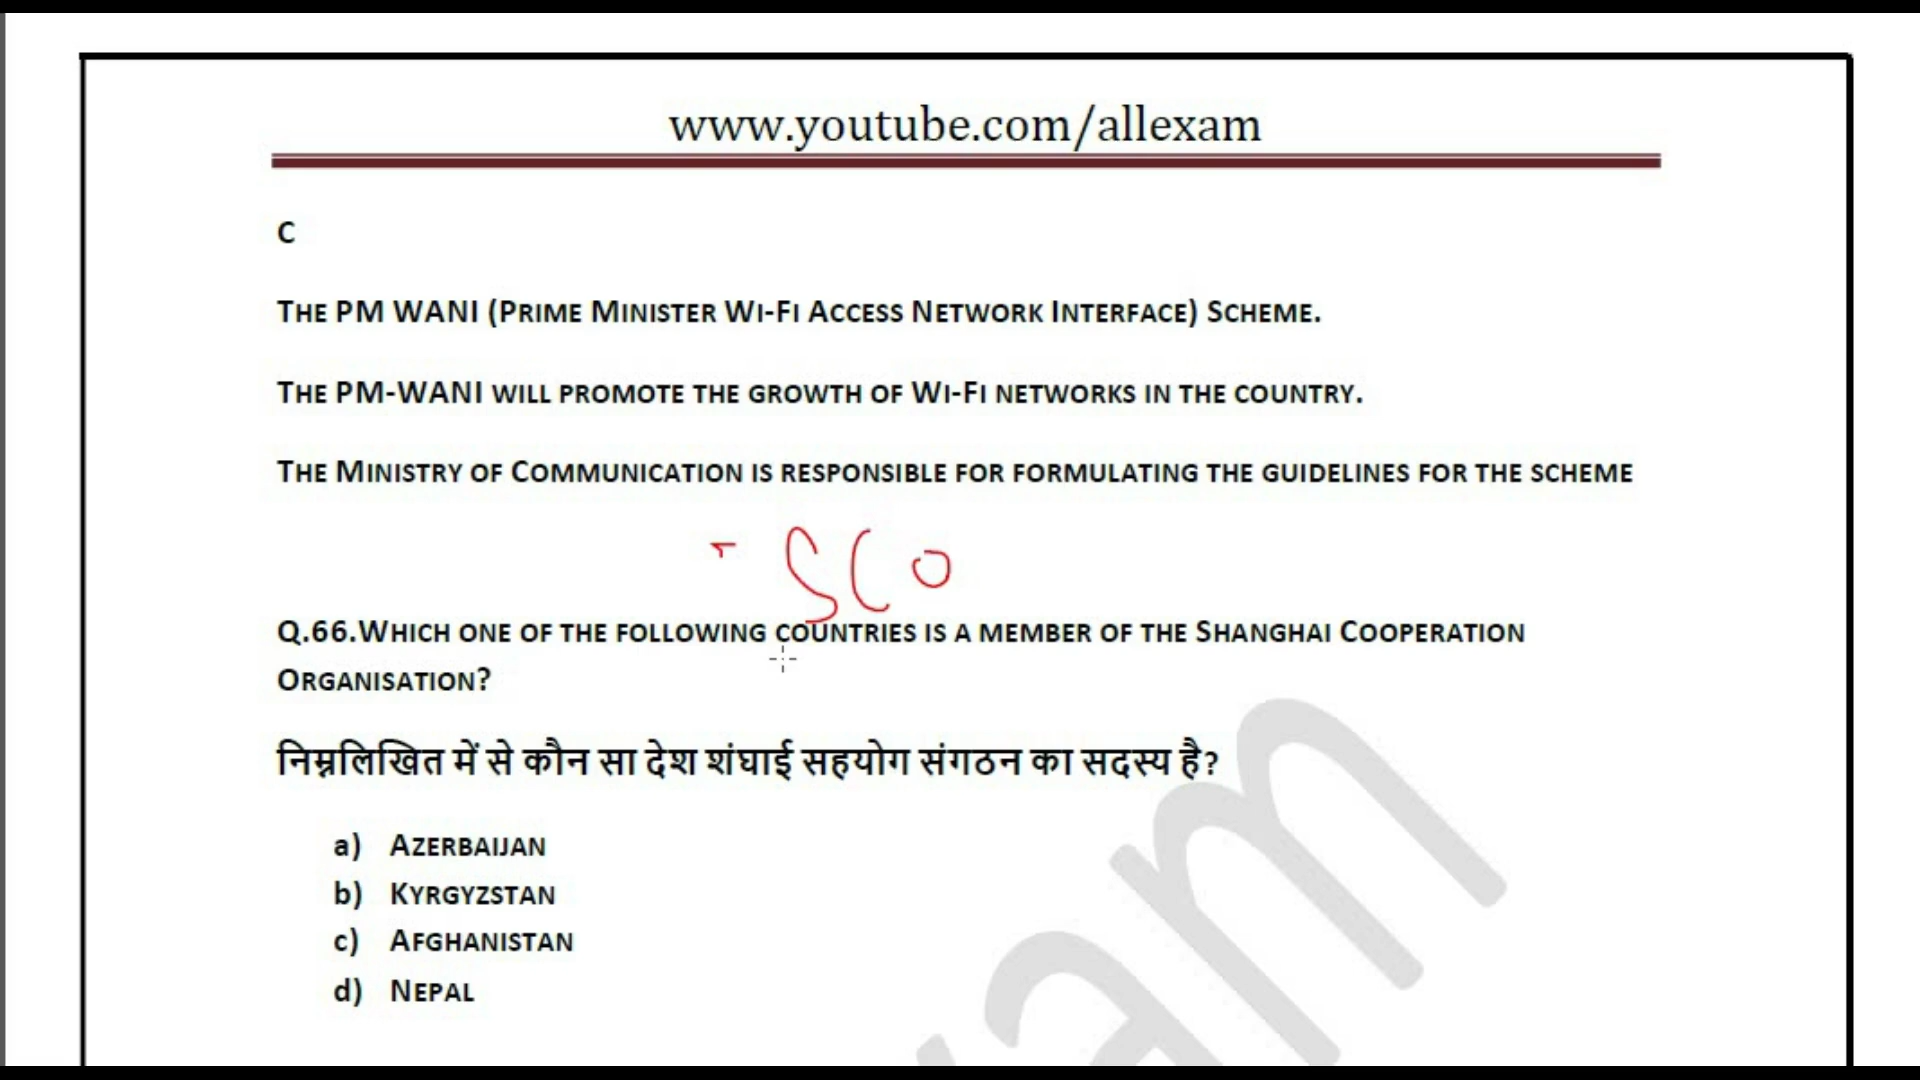 www.youtube.com/allexam
C
The PM WANI (Prime Minister Wi-Fi Access Network Interface) Scheme.
The PM-WANI will promote the growth of Wi-Fi networks in the country.
The Ministry of Communication is responsible for formulating the guidelines for the scheme
SCO
Q.66.Which one of the following countries is a member of the Shanghai Cooperation
Organisation?
निम्नलिखित में से कौन सा देश शंघाई सहयोग संगठन का सदस्य है?
a) Azerbaijan
b) Kyrgyzstan
c) Afghanistan
d) Nepal